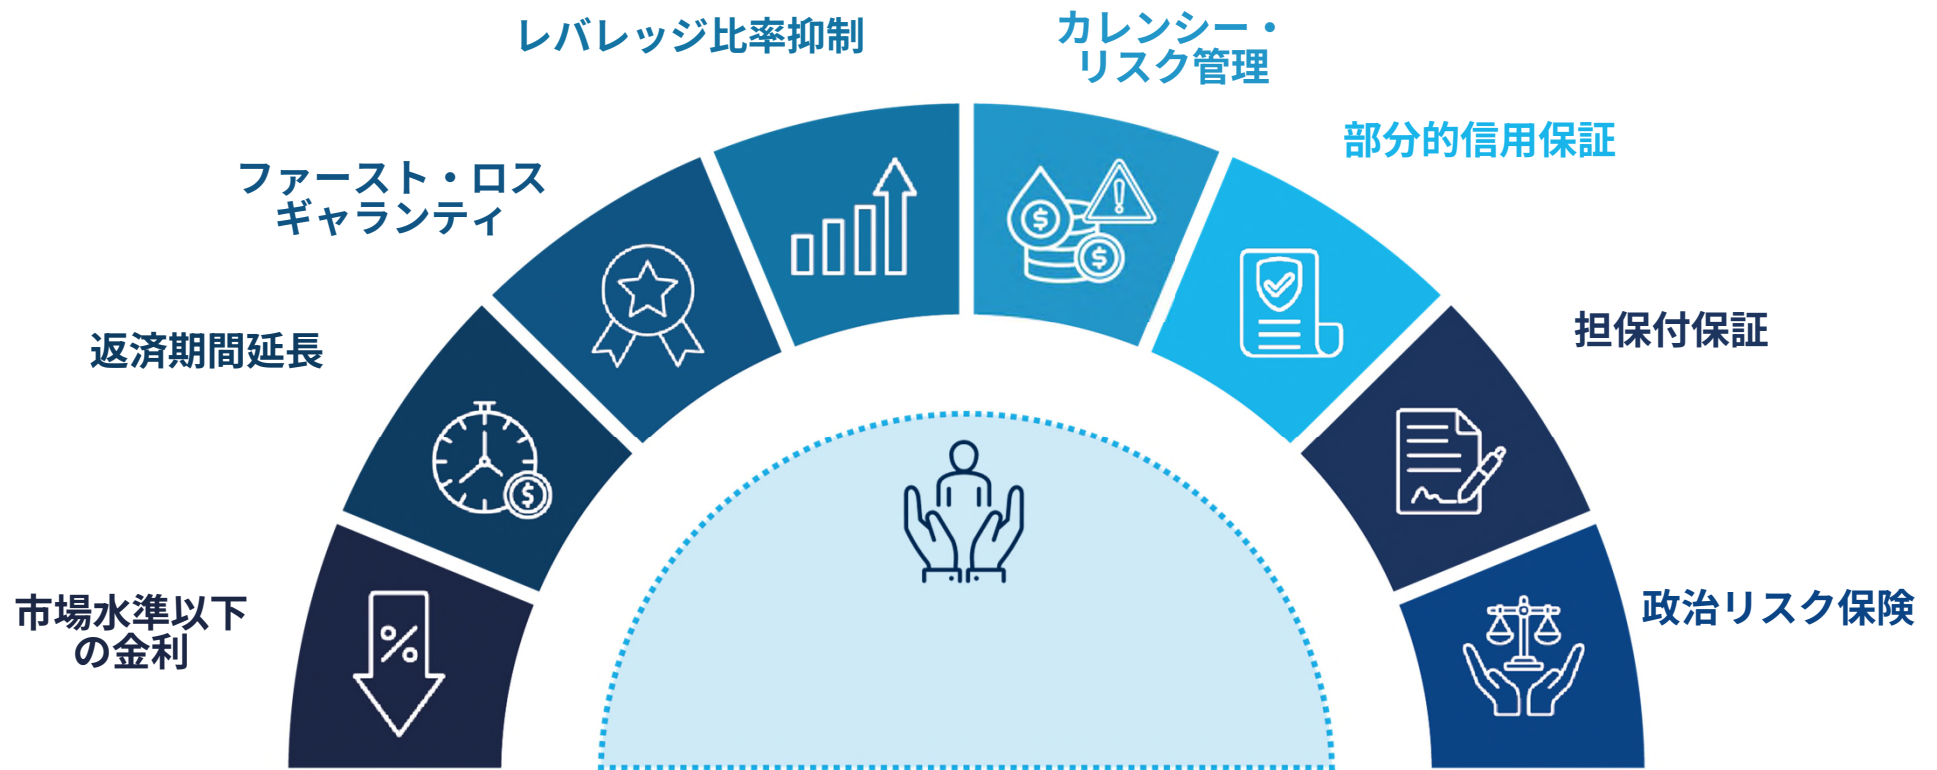 レバレッジ比率抑制
カレンシー・
リスク管理
部分的信用保証
ファースト・ロス
ギャランティ
担保付保証
返済期間延長
市場水準以下
の金利
政治リスク保険